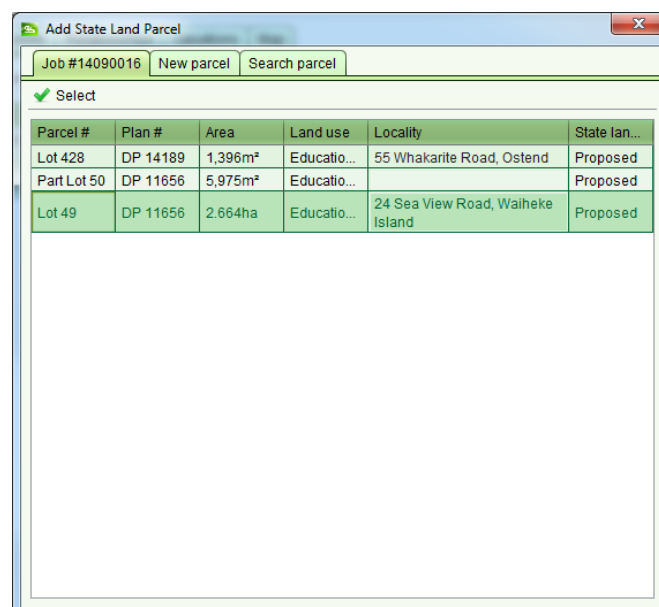 Add State Land Parcel
Job #14090016 New parcel Search parcel
Select
Parcel # Plan # Area Land use Locality State lan...
Lot 428 DP 14189 1,396m² Educatio... 55 Whakarite Road, Ostend Proposed
Part Lot 50 DP 11656 5,975m² Educatio... Proposed
Lot 49 DP 11656 2.664ha Educatio... 24 Sea View Road, Waiheke Island Proposed